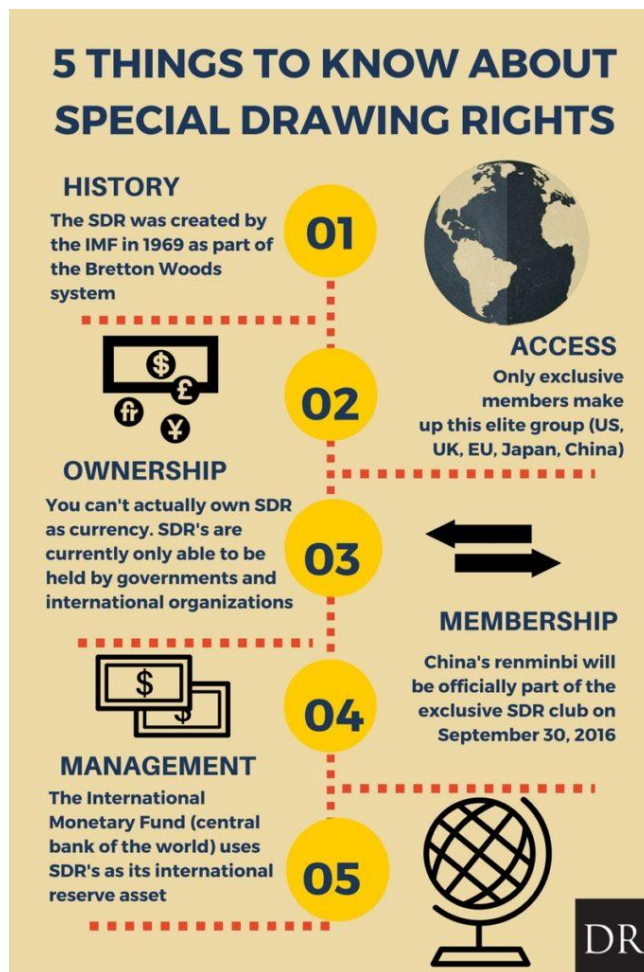 5 THINGS TO KNOW ABOUT
SPECIAL DRAWING RIGHTS
HISTORY
The SDR was created by
the IMF in 1969 as part of
the Bretton Woods
system
01
ACCESS
Only exclusive
members make
up this elite group (US,
UK, EU, Japan, China)
$
£
fr
¥
02
OWNERSHIP
You can't actually own SDR
as currency. SDR's are
currently only able to be
held by governments and
international organizations
03
MEMBERSHIP
China's renminbi will
be officially part of the
exclusive SDR club on
September 30, 2016
$
$
04
MANAGEMENT
The International
Monetary Fund (central
bank of the world) uses
SDR's as its international
reserve asset
05
DR